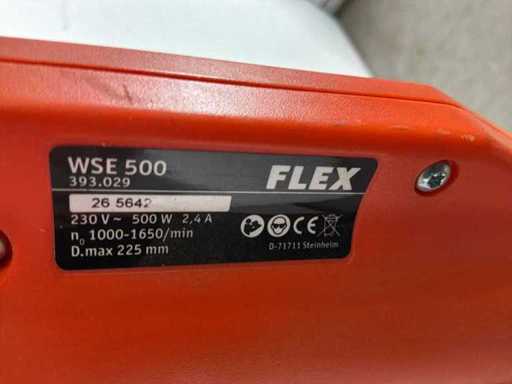 WSE 500
393.029
FLEX
26 5642
230 V~ 500 W 2,4 A
n₀ 1000-1650/min
D.max 225 mm
CE
D-71711 Steinheim